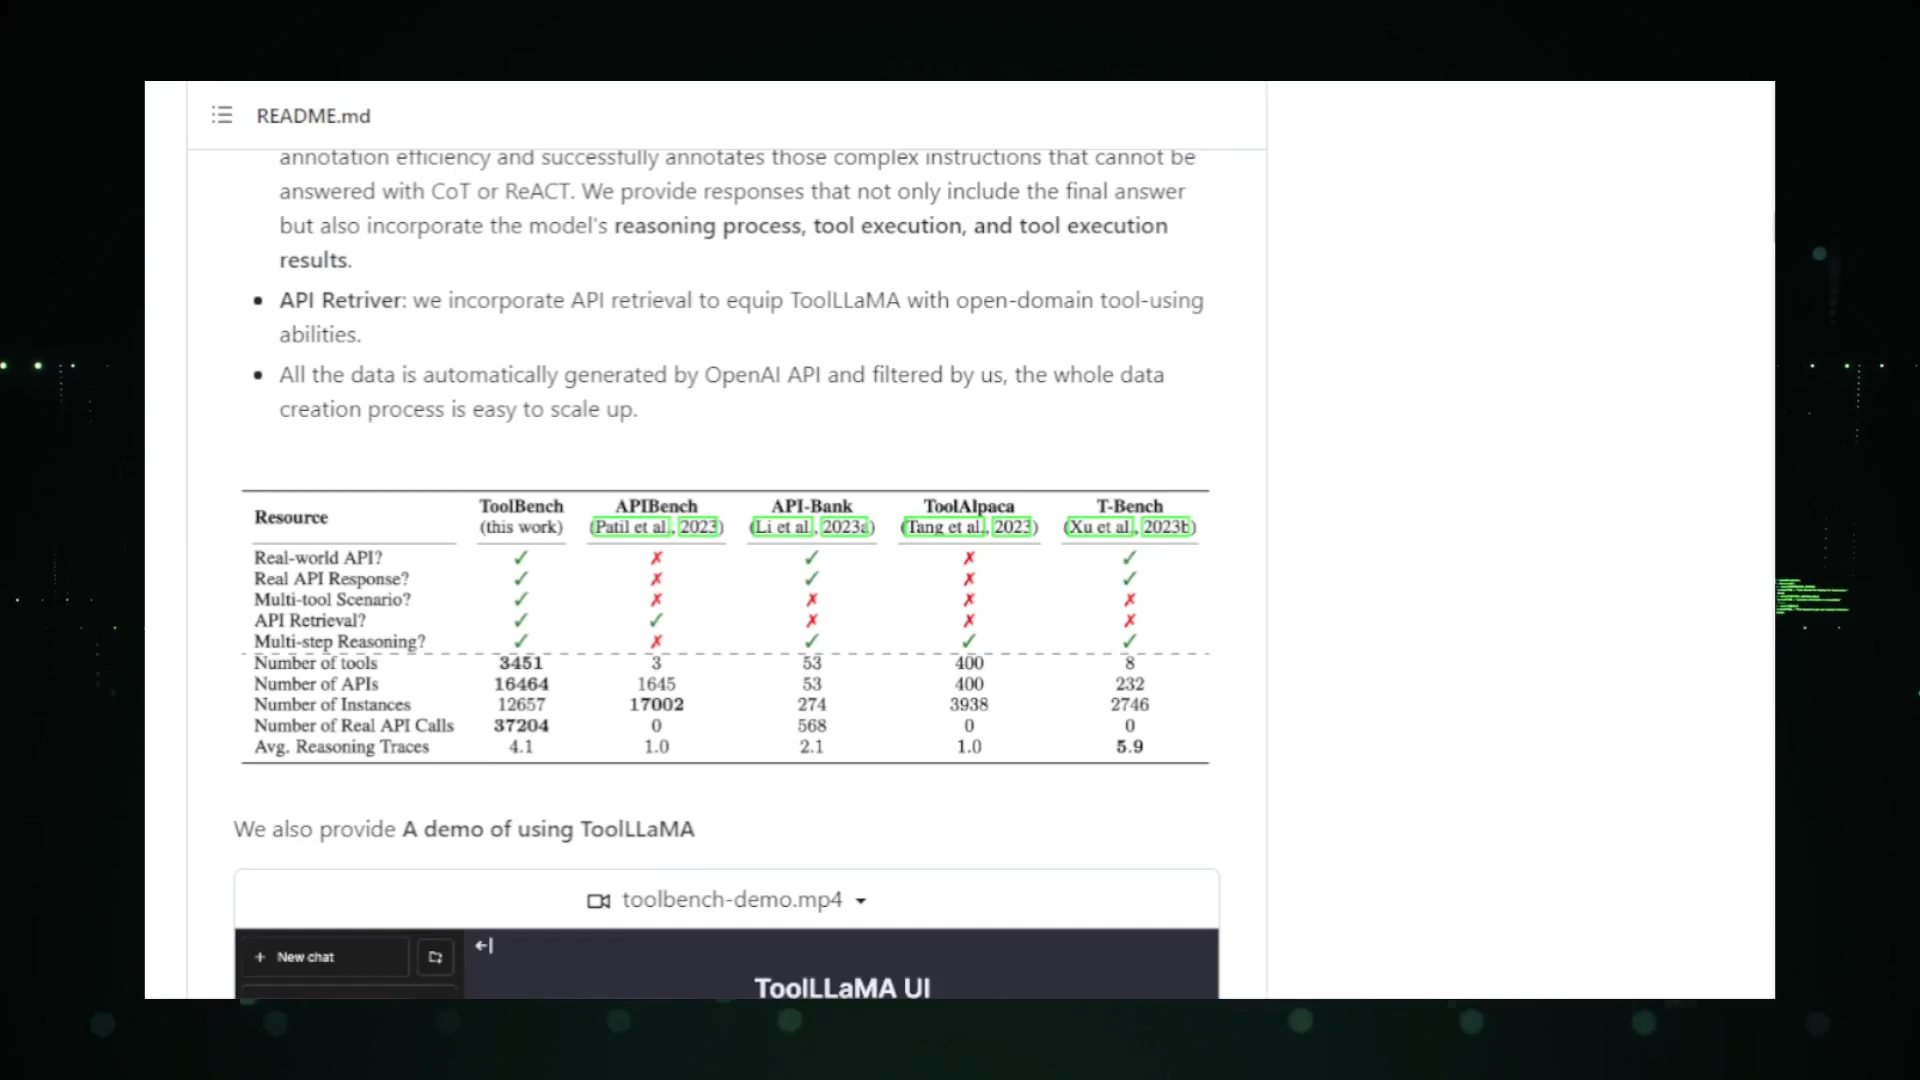 README.md
annotation efficiency and successfully annotates those complex instructions that cannot be
answered with CoT or ReACT. We provide responses that not only include the final answer
but also incorporate the model's reasoning process, tool execution, and tool execution
results.
API Retriver: we incorporate API retrieval to equip ToolLLaMA with open-domain tool-using
abilities.
All the data is automatically generated by OpenAI API and filtered by us, the whole data
creation process is easy to scale up.
Resource ToolBench (this work) APIBench (Patil et al., 2023) API-Bank (Li et al., 2023a) ToolAlpaca (Tang et al., 2023) T-Bench (Xu et al., 2023b)
Real-world API? ✓ ✗ ✓ ✗ ✓
Real API Response? ✓ ✗ ✓ ✗ ✓
Multi-tool Scenario? ✓ ✗ ✗ ✗ ✗
API Retrieval? ✓ ✓ ✗ ✗ ✗
Multi-step Reasoning? ✓ ✗ ✓ ✓ ✓
Number of tools 3451 3 53 400 8
Number of APIs 16464 1645 53 400 232
Number of Instances 12657 17002 274 3938 2746
Number of Real API Calls 37204 0 568 0 0
Avg. Reasoning Traces 4.1 1.0 2.1 1.0 5.9
We also provide A demo of using ToolLLaMA
toolbench-demo.mp4
+ New chat
ToolLLaMA UI